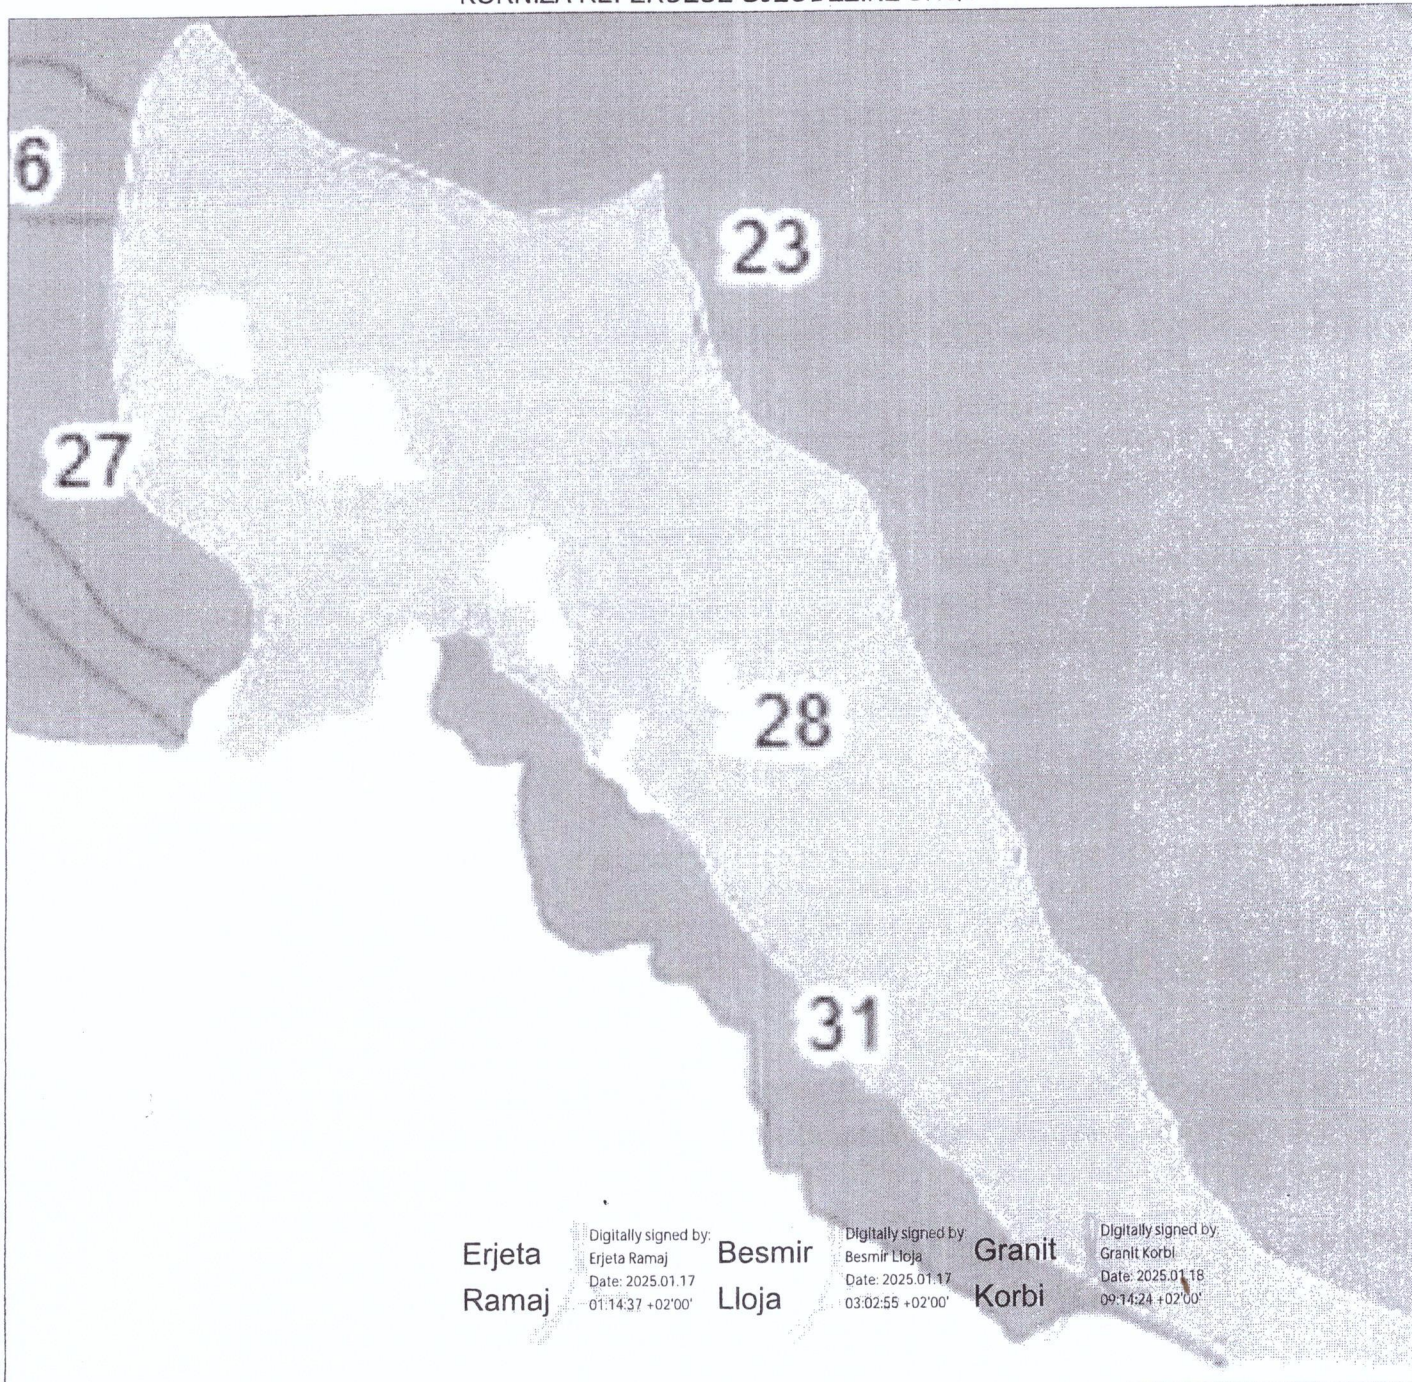 6
23
27
28
31
Erjeta
Ramaj
Digitally signed by:
Erjeta Ramaj
Date: 2025.01.17
01:14:37 +02'00'
Besmir
Lloja
Digitally signed by:
Besmir Lloja
Date: 2025.01.17
03:02:55 +02'00'
Granit
Korbi
Digitally signed by:
Granit Korbi
Date: 2025.01.18
09:14:24 +02'00'